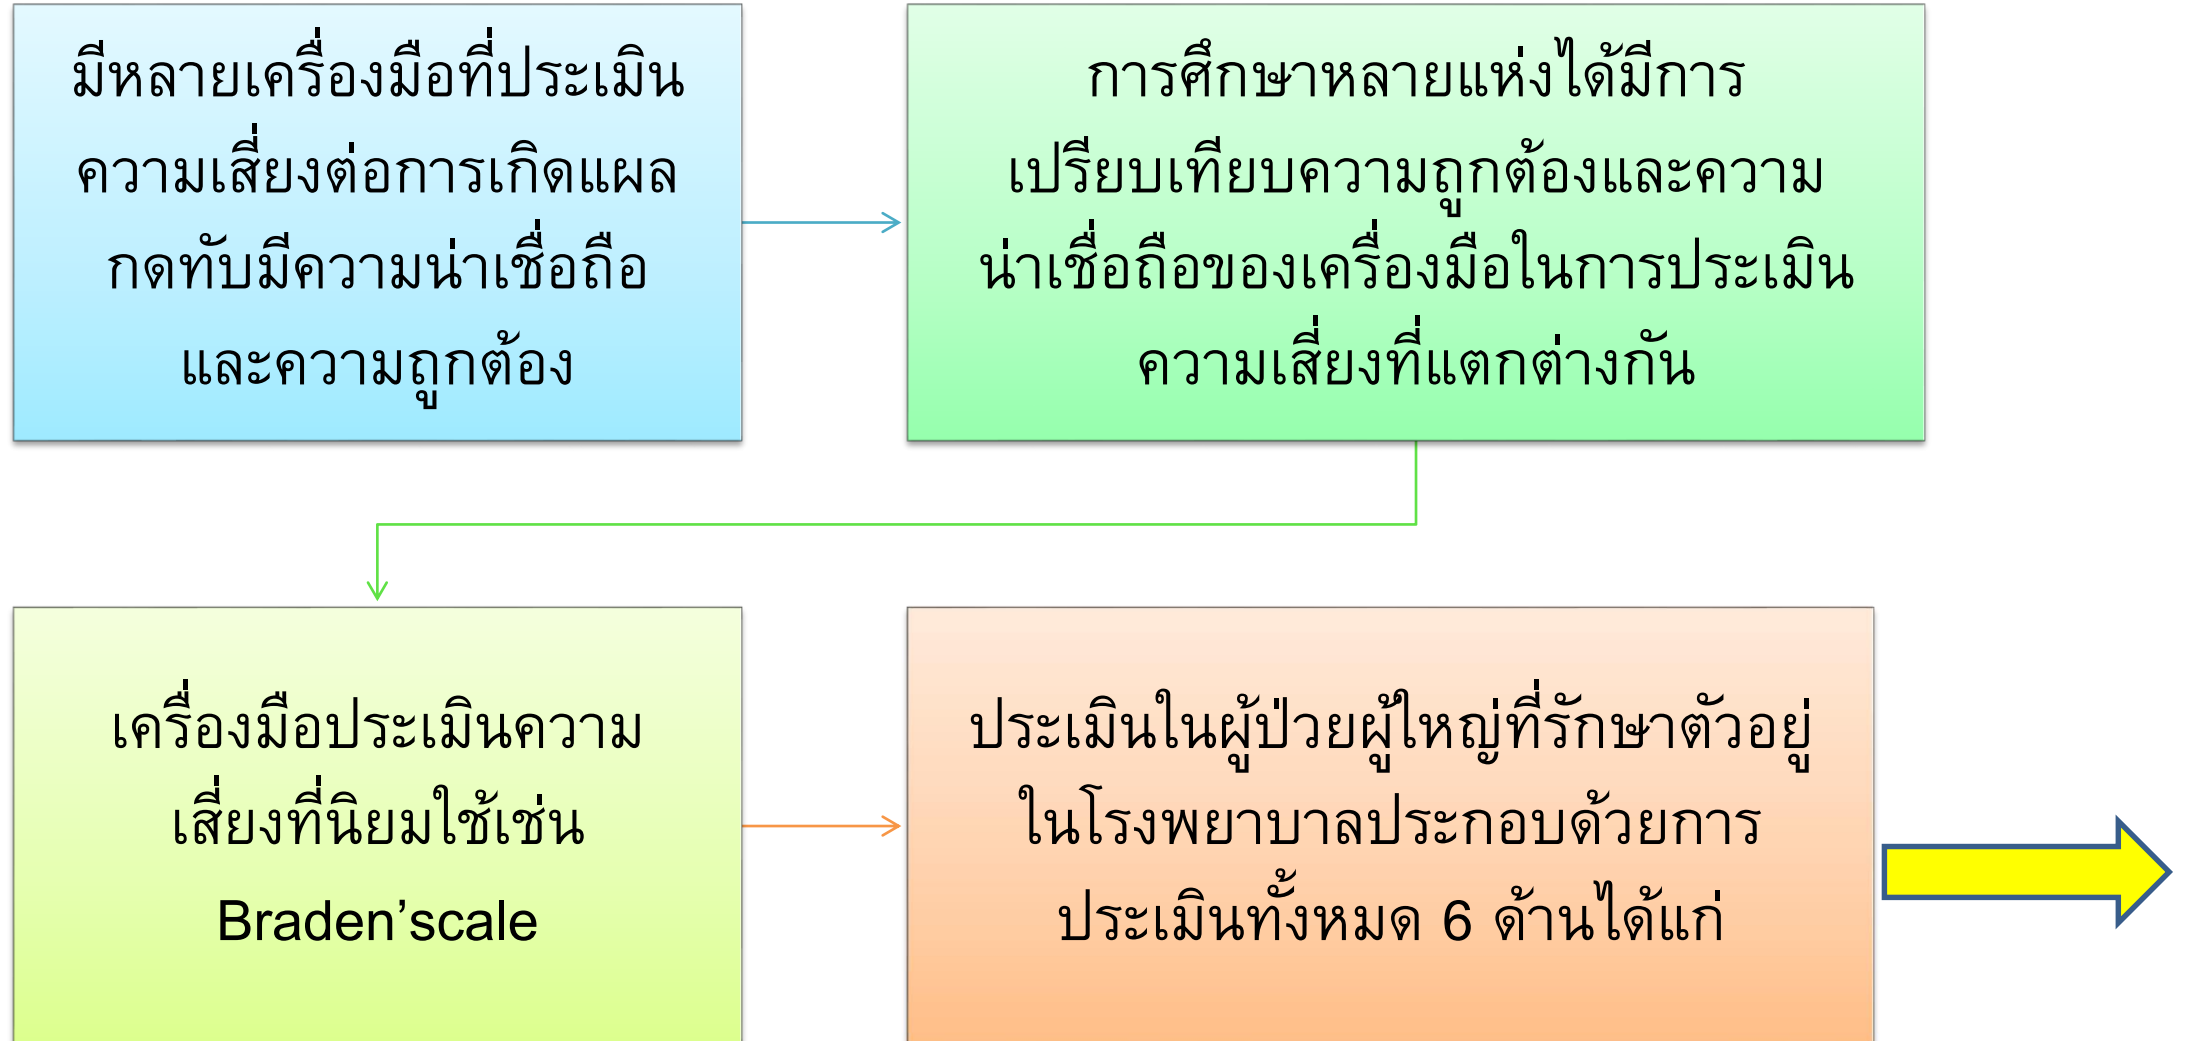 มีหลายเครื่องมือที่ประเมิน
ความเสี่ยงต่อการเกิดแผล
กดทับมีความน่าเชื่อถือ
และความถูกต้อง
การศึกษาหลายแห่งได้มีการ
เปรียบเทียบความถูกต้องและความ
น่าเชื่อถือของเครื่องมือในการประเมิน
ความเสี่ยงที่แตกต่างกัน
เครื่องมือประเมินความ
เสี่ยงที่นิยมใช้เช่น
Braden’scale
ประเมินในผู้ป่วยผู้ใหญ่ที่รักษาตัวอยู่
ในโรงพยาบาลประกอบด้วยการ
ประเมินทั้งหมด 6 ด้านได้แก่